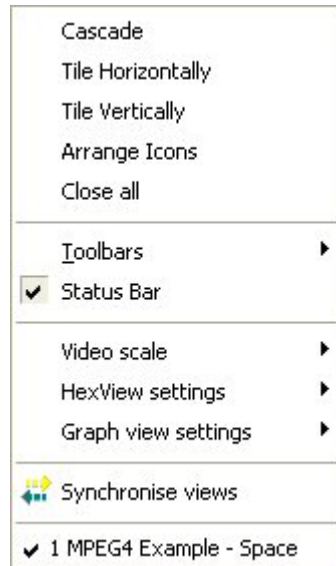 Cascade
Tile Horizontally
Tile Vertically
Arrange Icons
Close all
Toolbars
Status Bar
Video scale
HexView settings
Graph view settings
Synchronise views
1 MPEG4 Example - Space